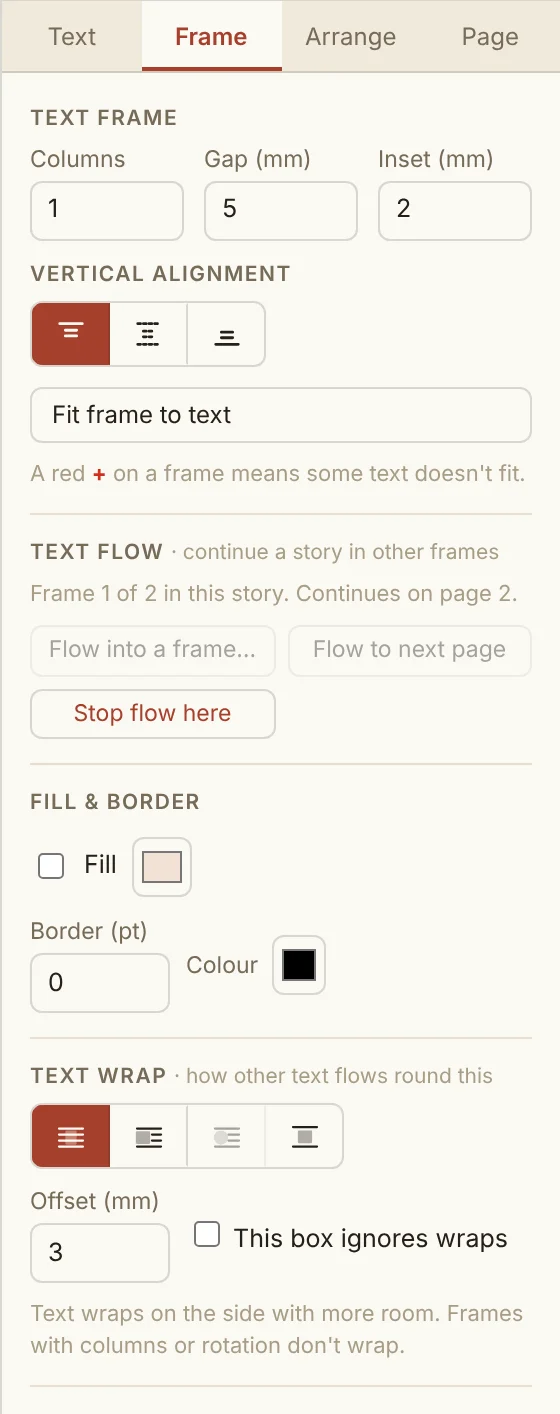 Text Frame Arrange Page
TEXT FRAME
Columns Gap (mm) Inset (mm)
1 5 2
VERTICAL ALIGNMENT
Fit frame to text
A red + on a frame means some text doesn't fit.
TEXT FLOW · continue a story in other frames
Frame 1 of 2 in this story. Continues on page 2.
Flow into a frame... Flow to next page
Stop flow here
FILL & BORDER
Fill
Border (pt)
0 Colour
TEXT WRAP · how other text flows round this
Offset (mm)
3 This box ignores wraps
Text wraps on the side with more room. Frames
with columns or rotation don't wrap.